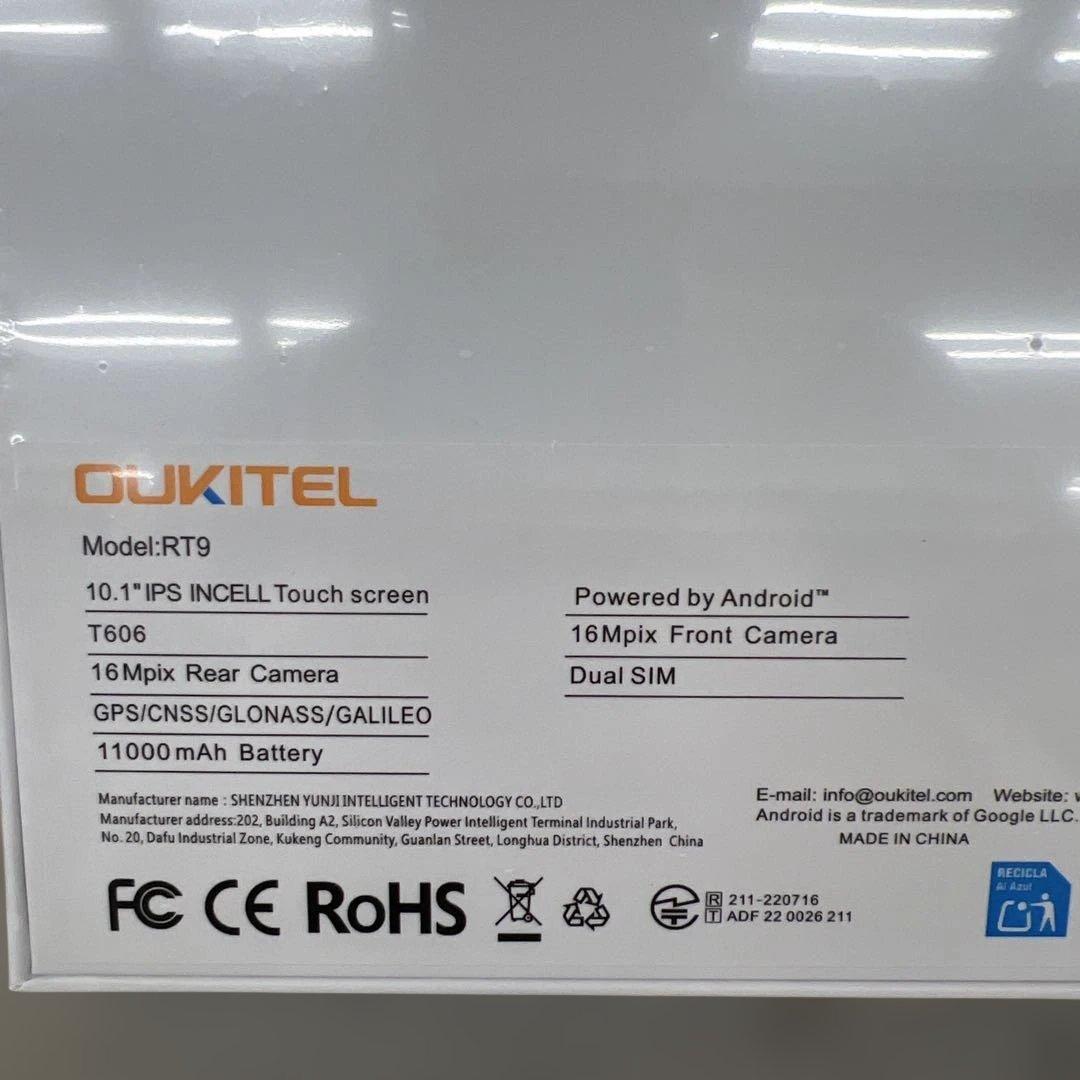 OUKITEL
Model:RT9
10.1" IPS INCELL Touch screen
T606
16Mpix Rear Camera
GPS/CNSS/GLONASS/GALILEO
11000mAh Battery
Powered by Android™
16Mpix Front Camera
Dual SIM
Manufacturer name : SHENZHEN YUNJI INTELLIGENT TECHNOLOGY CO.,LTD
Manufacturer address:202, Building A2, Silicon Valley Power Intelligent Terminal Industrial Park,
No. 20, Dafu Industrial Zone, Kukeng Community, Guanlan Street, Longhua District, Shenzhen China
E-mail: info@oukitel.com Website:
Android is a trademark of Google LLC.
MADE IN CHINA
FC CE RoHS
R 211-220716
T ADF 22 0026 211
RECICLA
Al Azul